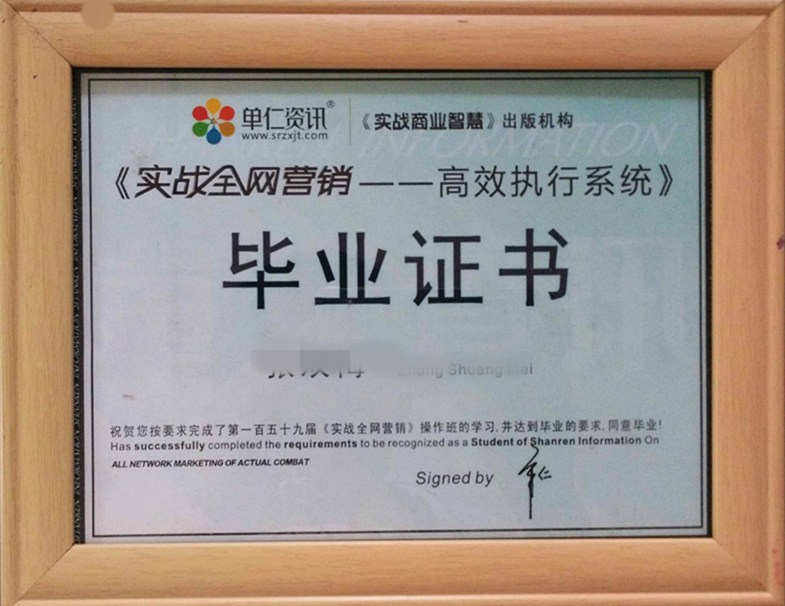 单仁资讯®
www.srzxjt.com
《实战商业智慧》出版机构
INFORMATION
《实战全网营销——高效执行系统》
毕业证书
Zhang Shuang Mei
祝贺您按要求完成了第一百五十九届《实战全网营销》操作班的学习,并达到毕业的要求,同意毕业!
Has successfully completed the requirements to be recognized as a Student of Shanren Information On
ALL NETWORK MARKETING OF ACTUAL COMBAT
Signed by